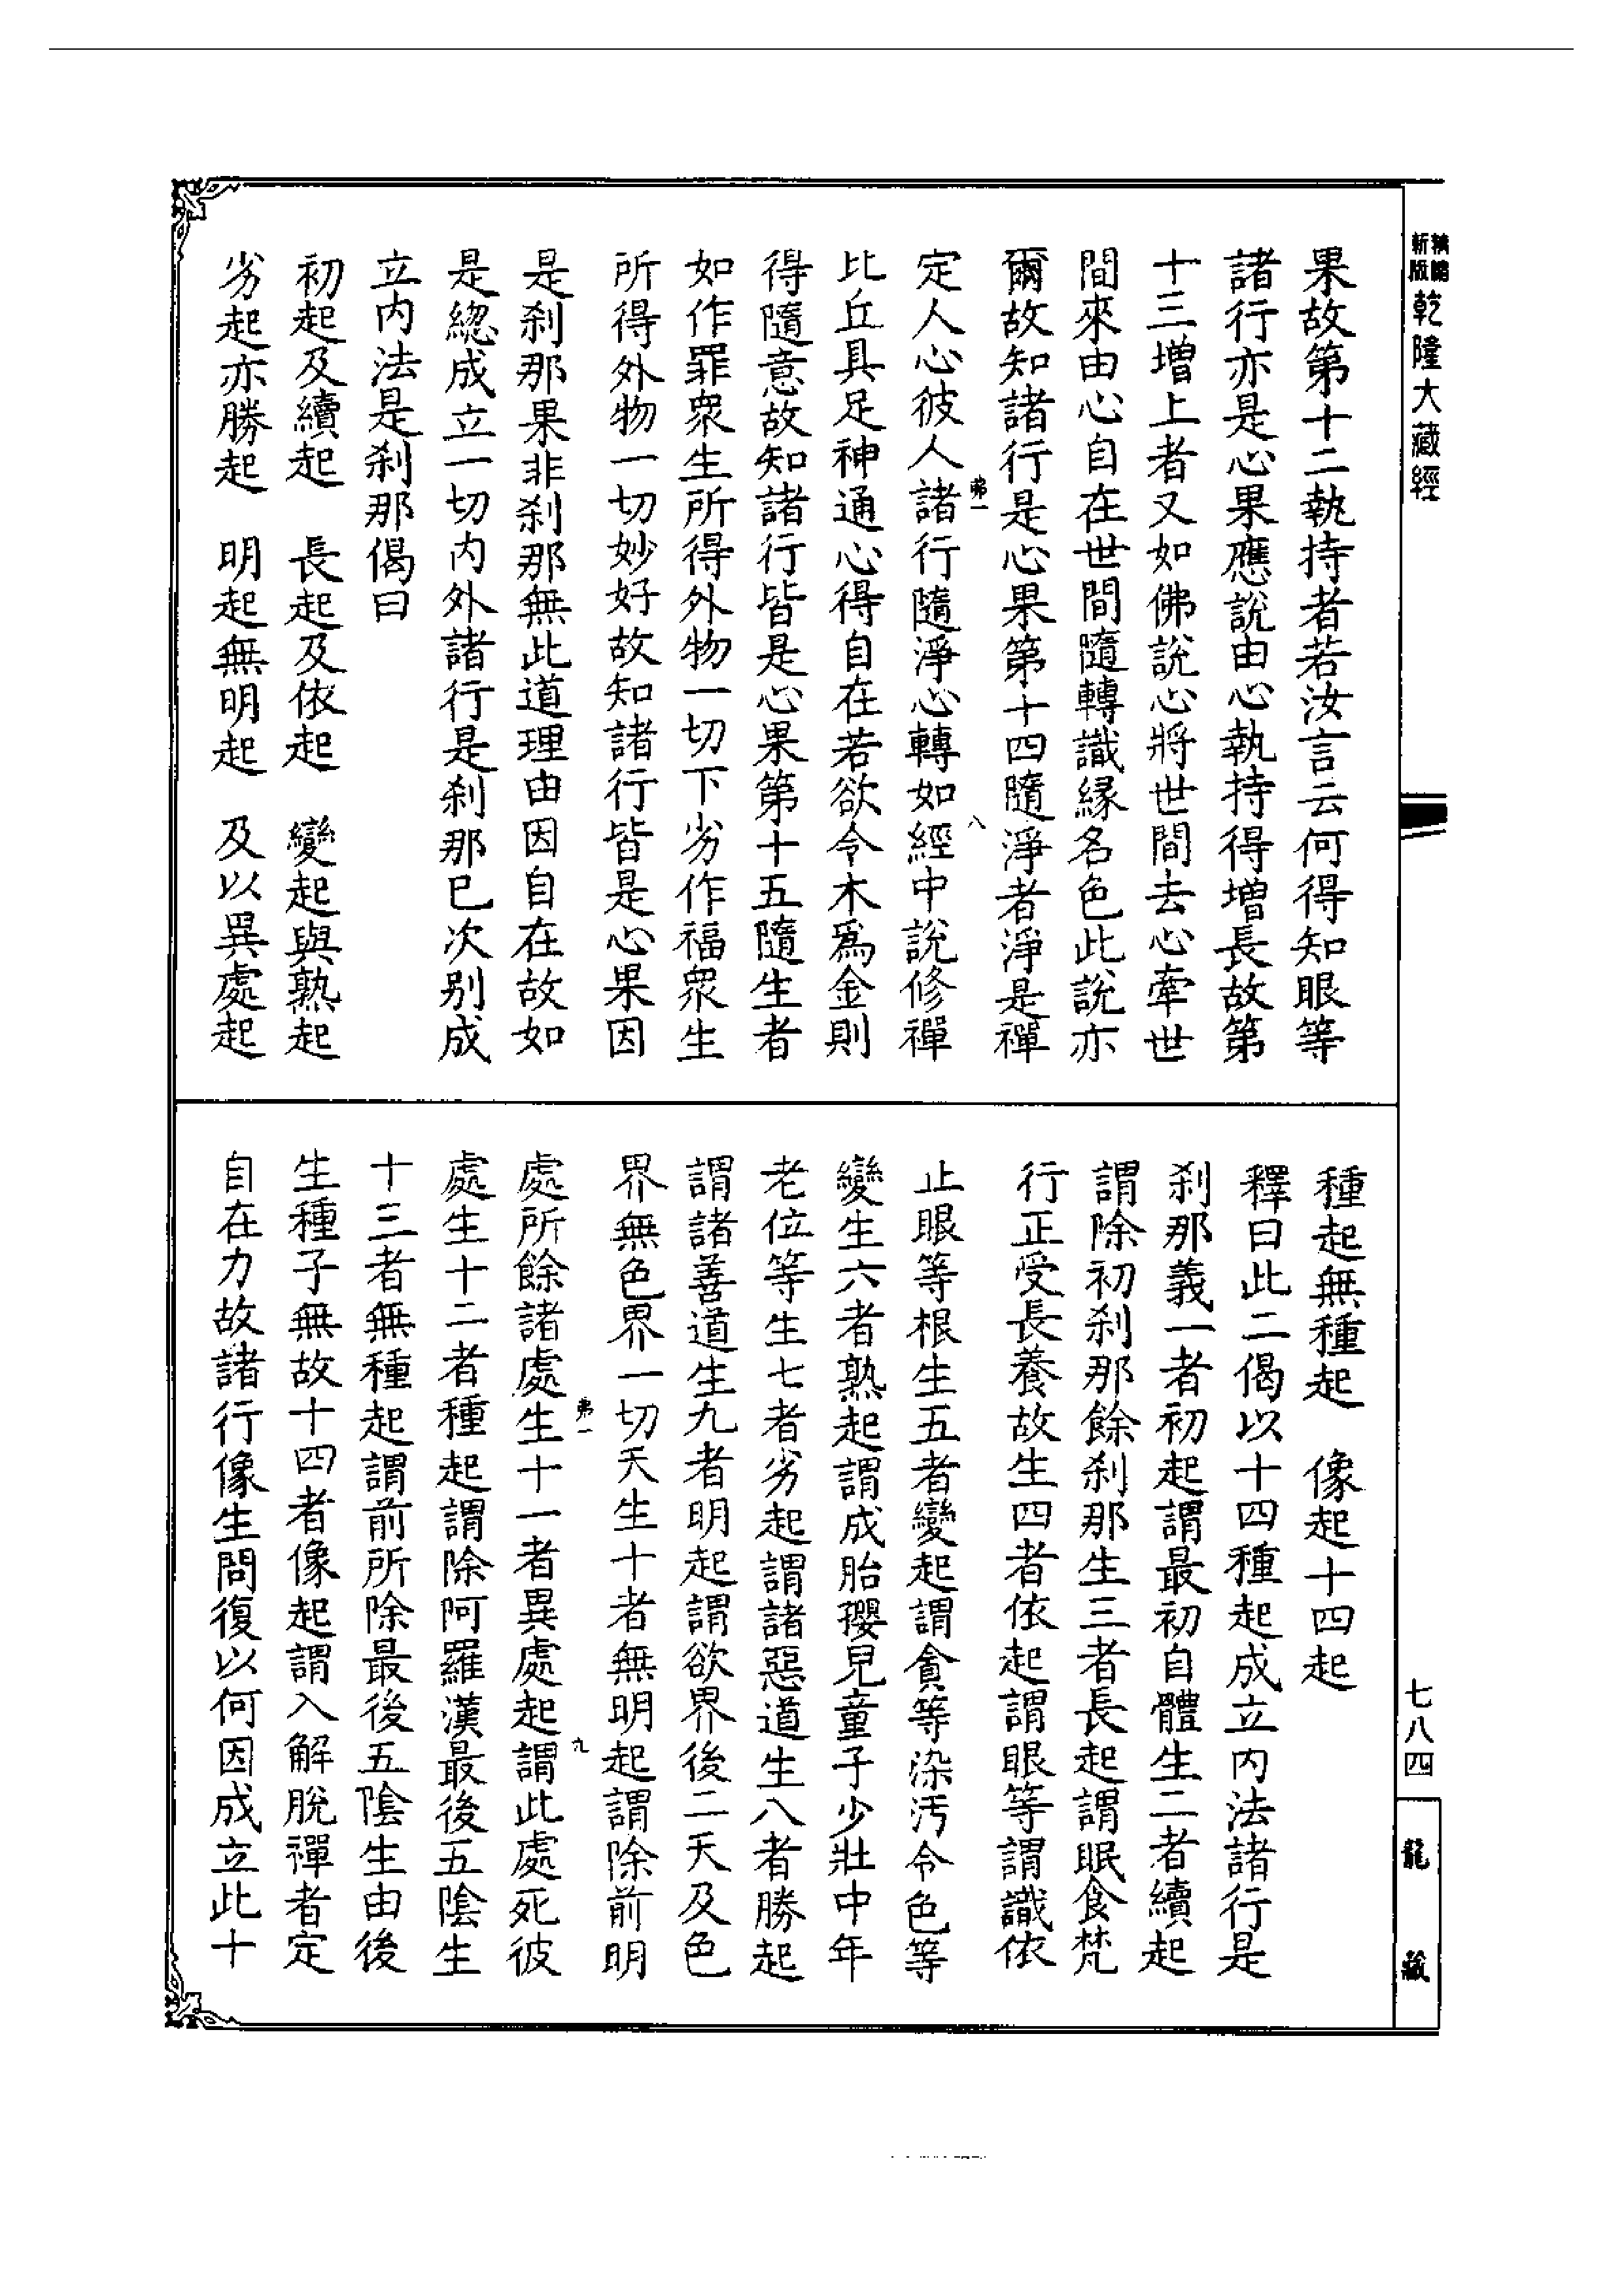 乾隆大藏經
果故第十二執持者若汝言云何得知眼等
諸行亦是心果應說由心執持得增長故第
十三增上者又如佛說心將世間去心牽世
間來由心自在世間隨轉識緣名色此說亦
爾故知諸行是心果第十四隨淨者淨是禪
定人心彼人諸行隨淨心轉如經中說修禪
比丘具足神通心得自在若欲令木為金則
得隨意故知諸行皆是心果第十五隨生者
如作罪眾生所得外物一切下劣作福眾生
所得外物一切妙好故知諸行皆是心果因
是剎那果非剎那無此道理由因自在故如
是總成立一切內外諸行是剎那已次別成
立內法是剎那偈曰
初起及續起 長起及依起 變起與熟起
劣起亦勝起 明起無明起 及以異處起
種起無種起 像起十四起
釋曰此二偈以十四種起成立內法諸行是
剎那義一者初起謂最初自體生二者續起
謂除初剎那餘剎那生三者長起謂眠食梵
行正受長養故生四者依起謂眼等謂識依
止眼等根生五者變起謂貪等染污令色等
變生六者熟起謂成胎瓔兒童子少壯中年
老位等生七者劣起謂諸惡道生八者勝起
謂諸善道生九者明起謂欲界後二天及色
界無色界一切天生十者無明起謂除前明
處所餘諸處生十一者異處起謂此處死彼
處生十二者種起謂除阿羅漢最後五陰生
十三者無種起謂前所除最後五陰生由後
生種子無故十四者像起謂入解脫禪者定
自在力故諸行像生問復以何因成立此十
第一
八
第一
九
七八四
龍藏